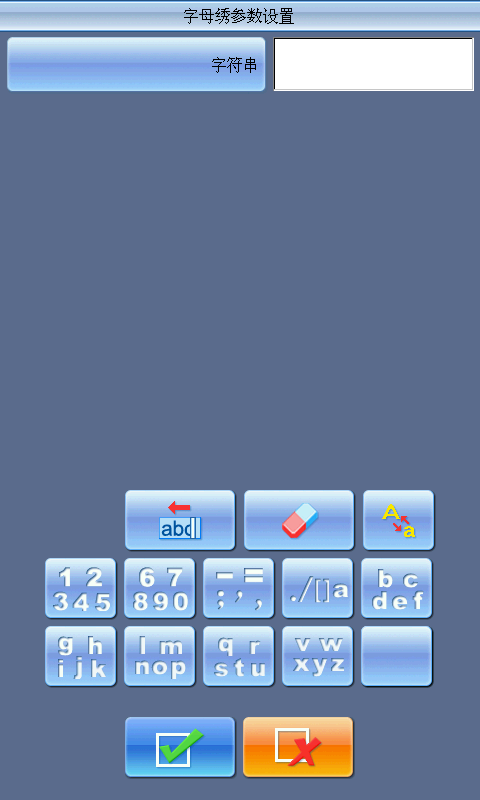 字母绣参数设置
字符串
abc
A
a
1 2
3 4 5
6 7
8 9 0
- =
; ' ,
. / [ ] a
b c
d e f
g h
i j k
l m
n o p
q r
s t u
v w
x y z